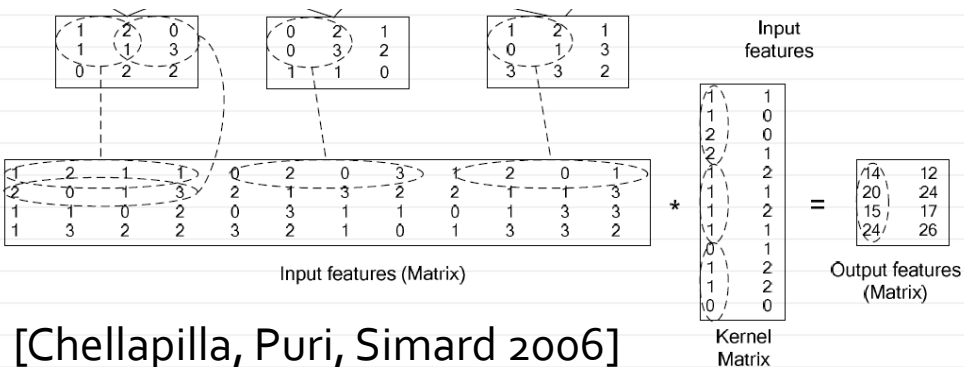 1 2 0
1 1 3
0 2 2
0 2 1
0 3 2
1 1 0
1 2 1
0 1 3
3 3 2
Input
features
1 2 1 1 0 2 0 3 1 2 0 1
2 0 1 3 2 1 3 2 2 1 1 3
1 1 0 2 0 3 1 1 0 1 3 3
1 3 2 2 3 2 1 0 1 3 3 2
Input features (Matrix)
*
1 1
1 0
2 0
2 1
1 2
1 1
1 2
1 1
0 1
1 2
1 2
0 0
Kernel
Matrix
=
14 12
20 24
15 17
24 26
Output features
(Matrix)
[Chellapilla, Puri, Simard 2006]